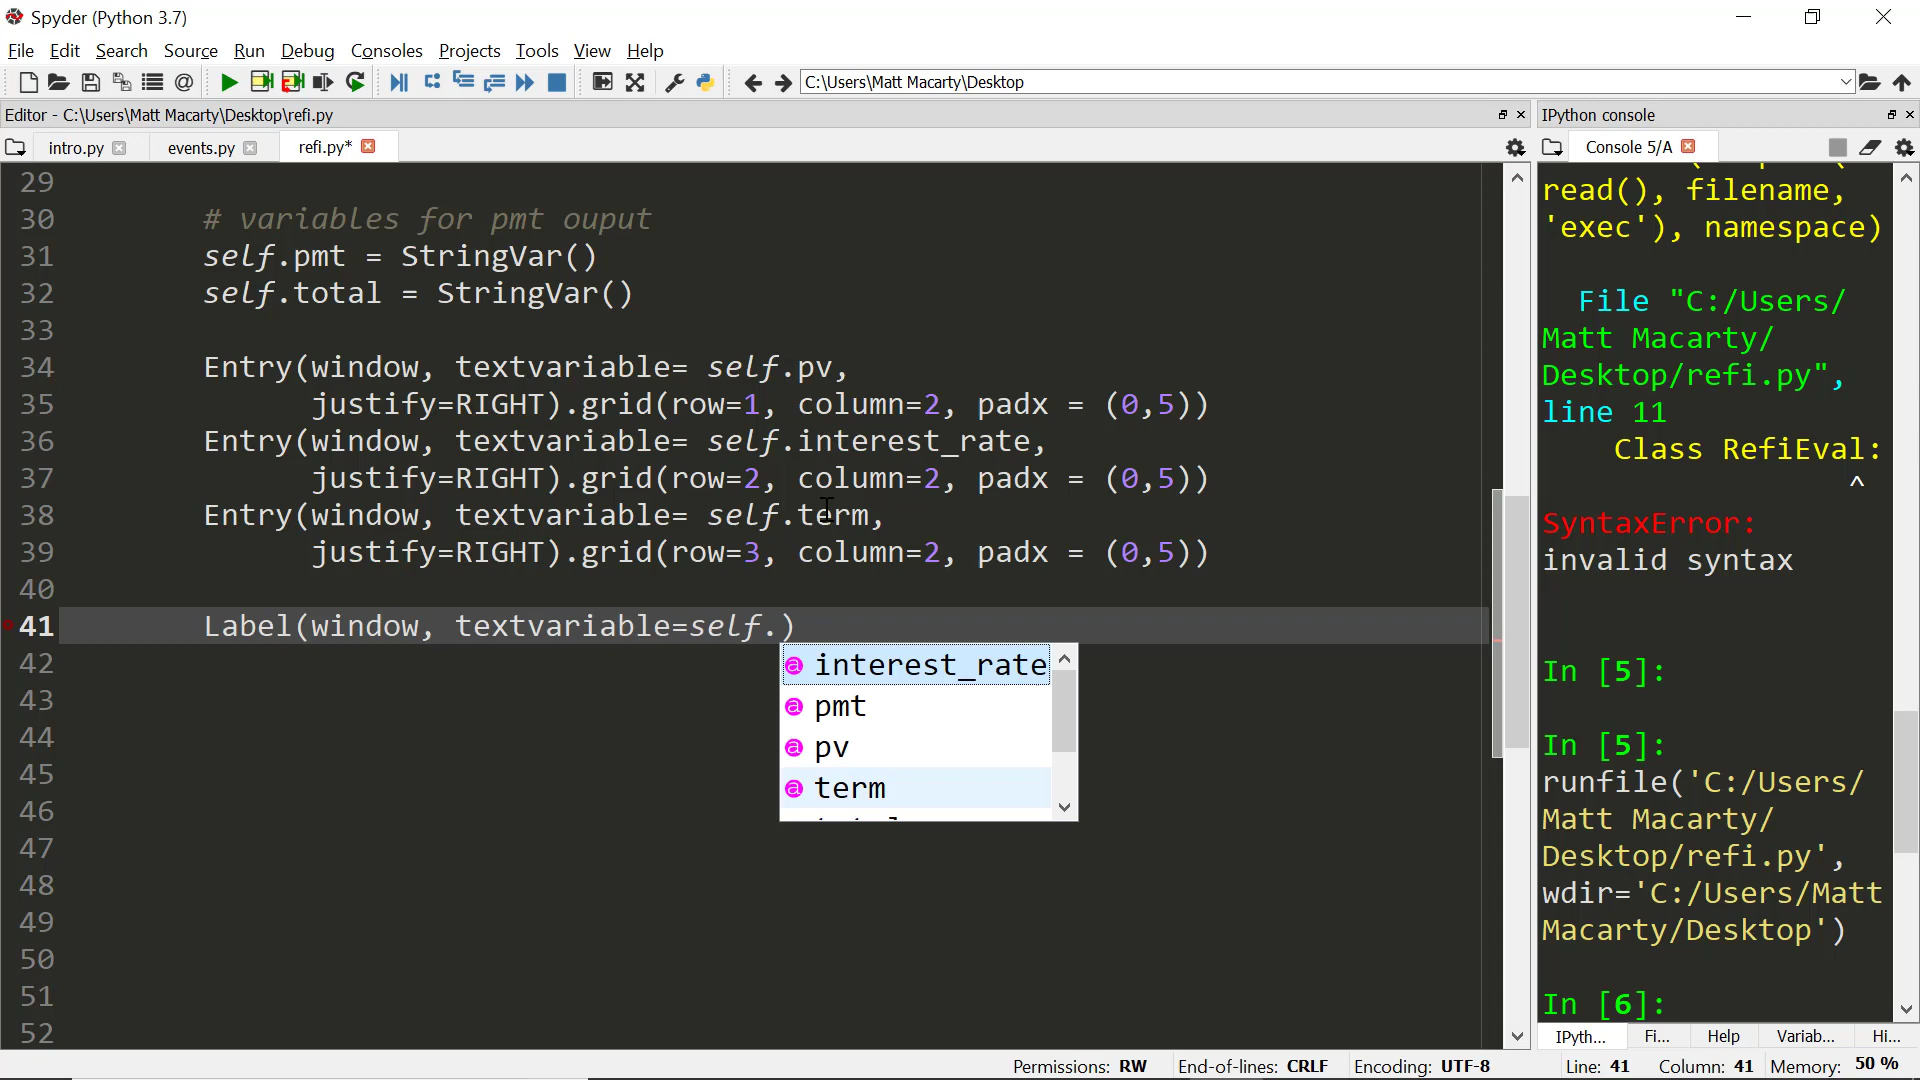 Spyder (Python 3.7)
File Edit Search Source Run Debug Consoles Projects Tools View Help
C:\Users\Matt Macarty\Desktop
Editor - C:\Users\Matt Macarty\Desktop\refi.py
IPython console
intro.py events.py refi.py*
Console 5/A
29
30 # variables for pmt ouput
31 self.pmt = StringVar()
32 self.total = StringVar()
33
34 Entry(window, textvariable= self.pv,
35 justify=RIGHT).grid(row=1, column=2, padx = (0,5))
36 Entry(window, textvariable= self.interest_rate,
37 justify=RIGHT).grid(row=2, column=2, padx = (0,5))
38 Entry(window, textvariable= self.term,
39 justify=RIGHT).grid(row=3, column=2, padx = (0,5))
40
41 Label(window, textvariable=self.)
42
43
44
45
46
47
48
49
50
51
52
interest_rate
pmt
pv
term
read(), filename,
'exec'), namespace)
File "C:/Users/
Matt Macarty/
Desktop/refi.py",
line 11
Class RefiEval:
^
SyntaxError:
invalid syntax
In [5]:
In [5]:
runfile('C:/Users/
Matt Macarty/
Desktop/refi.py',
wdir='C:/Users/Matt
Macarty/Desktop')
In [6]:
IPyth... Fi... Help Variab... Hi...
Permissions: RW End-of-lines: CRLF Encoding: UTF-8 Line: 41 Column: 41 Memory: 50 %